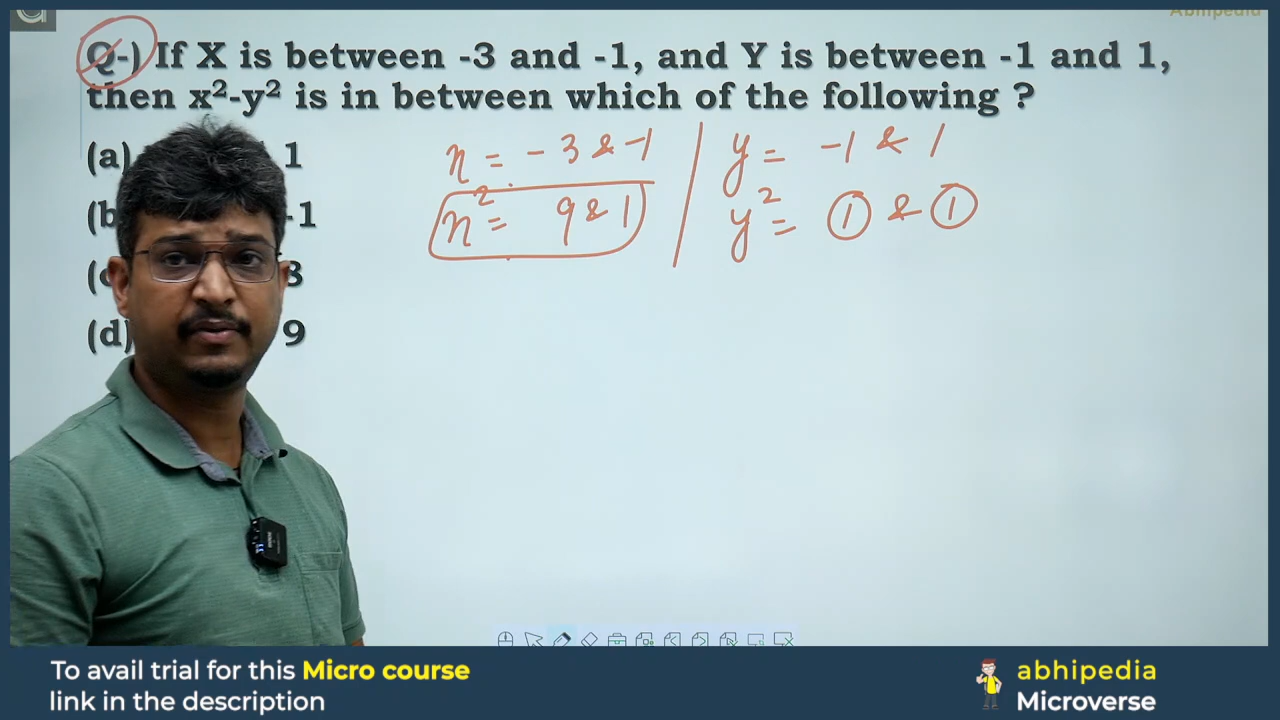 Abhipedia
Q-) If X is between -3 and -1, and Y is between -1 and 1,
then x²-y² is in between which of the following ?
(a) 1
(b -1
(c 3
(d) 9
x = -3 & -1 y = -1 & 1
x² = 9 & 1 y² = 1 & 1
To avail trial for this Micro course
link in the description
abhipedia
Microverse